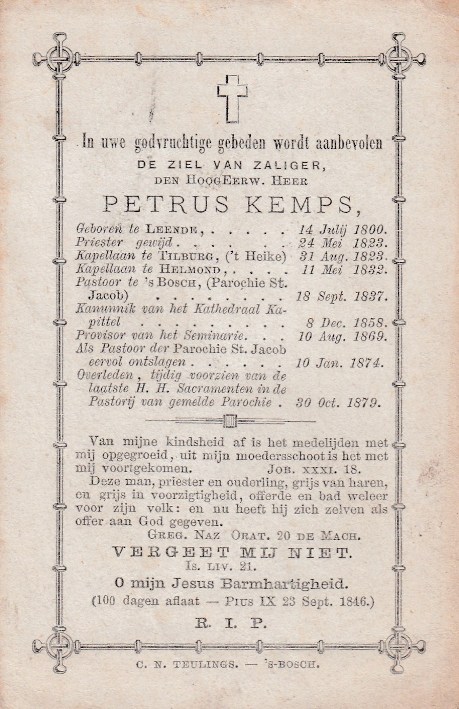 In uwe godvruchtige gebeden wordt aanbevolen
DE ZIEL VAN ZALIGER,
DEN HOOGEERW. HEER
PETRUS KEMPS,
Geboren te LEENDE, . . . . . 14 Julij 1800.
Priester gewijd . . . . . . . 24 Mei 1823.
Kapellaan te TILBURG, ('t Heike) 31 Aug. 1823.
Kapellaan te HELMOND, . . . . 11 Mei 1832.
Pastoor te 's BOSCH, (Parochie St.
Jacob) . . . . . . . . . 18 Sept. 1837.
Kanunnik van het Kathedraal Ka-
pittel . . . . . . . . . 8 Dec. 1858.
Provisor van het Seminarie. . . 10 Aug. 1869.
Als Pastoor der Parochie St. Jacob
eervol ontslagen . . . . . . 10 Jan. 1874.
Overleden, tijdig voorzien van de
laatste H. H. Sacramenten in de
Pastorij van gemelde Parochie . 30 Oct. 1879.
Van mijne kindsheid af is het medelijden met
mij opgegroeid, uit mijn moedersschoot is het met
mij voortgekomen. JOB. XXXI. 18.
Deze man, priester en ouderling, grijs van haren,
en grijs in voorzigtigheid, offerde en bad weleer
voor zijn volk: en nu heeft hij zich zelven als
offer aan God gegeven.
GREG. NAZ ORAT. 20 DE MACH.
VERGEET MIJ NIET.
IS. LIV. 21.
O mijn Jesus Barmhartigheid.
(100 dagen aflaat — PIUS IX 23 Sept. 1846.)
R. I. P.
C. N. TEULINGS. — 's-BOSCH.